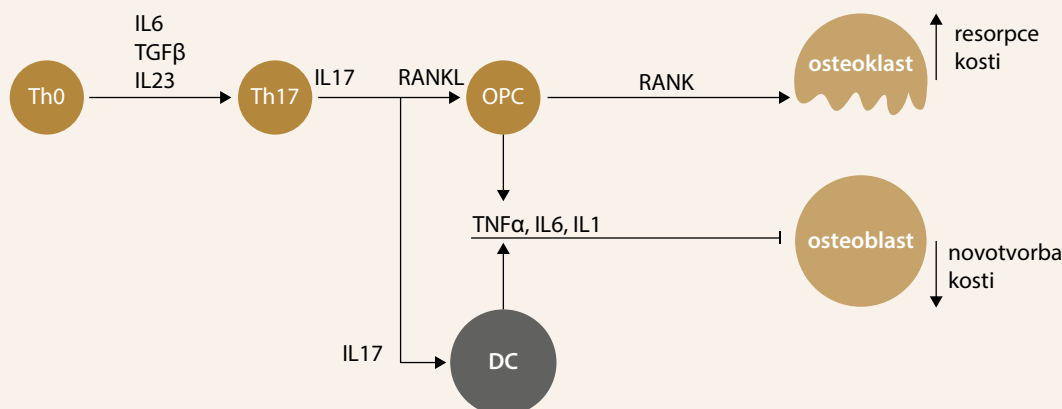 IL6
TGFβ
IL23
Th0
Th17
IL17
RANKL
OPC
RANK
osteoklast
resorpce
kosti
TNFα, IL6, IL1
osteoblast
novotvorba
kosti
IL17
DC